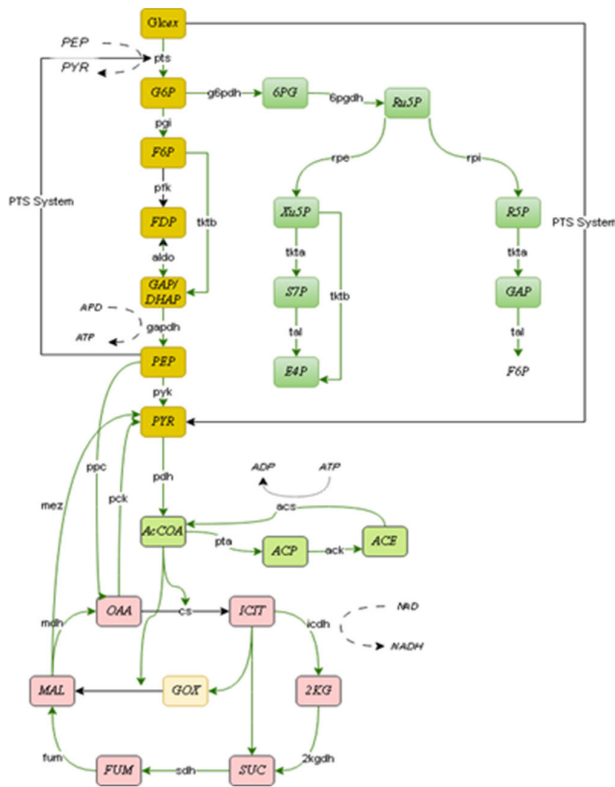 Glcex
PEP
PYR
pts
G6P
g6pdh
6PG
6pgdh
Ru5P
pgi
F6P
rpe
rpi
pfk
PTS System
tktb
PTS System
FDP
Xu5P
R5P
aldo
tkta
tkta
GAP/
DHAP
S7P
tktb
GAP
gapdh
ATP
tal
tal
PEP
E4P
F6P
pyk
PYR
ppc
pck
mez
pdh
ADP
ATP
acs
AcCOA
pta
ACP
ack
ACE
OAA
cs
ICIT
icdh
NAD
NADH
mdh
MAL
GOX
2KG
fum
FUM
sdh
SUC
2kgdh